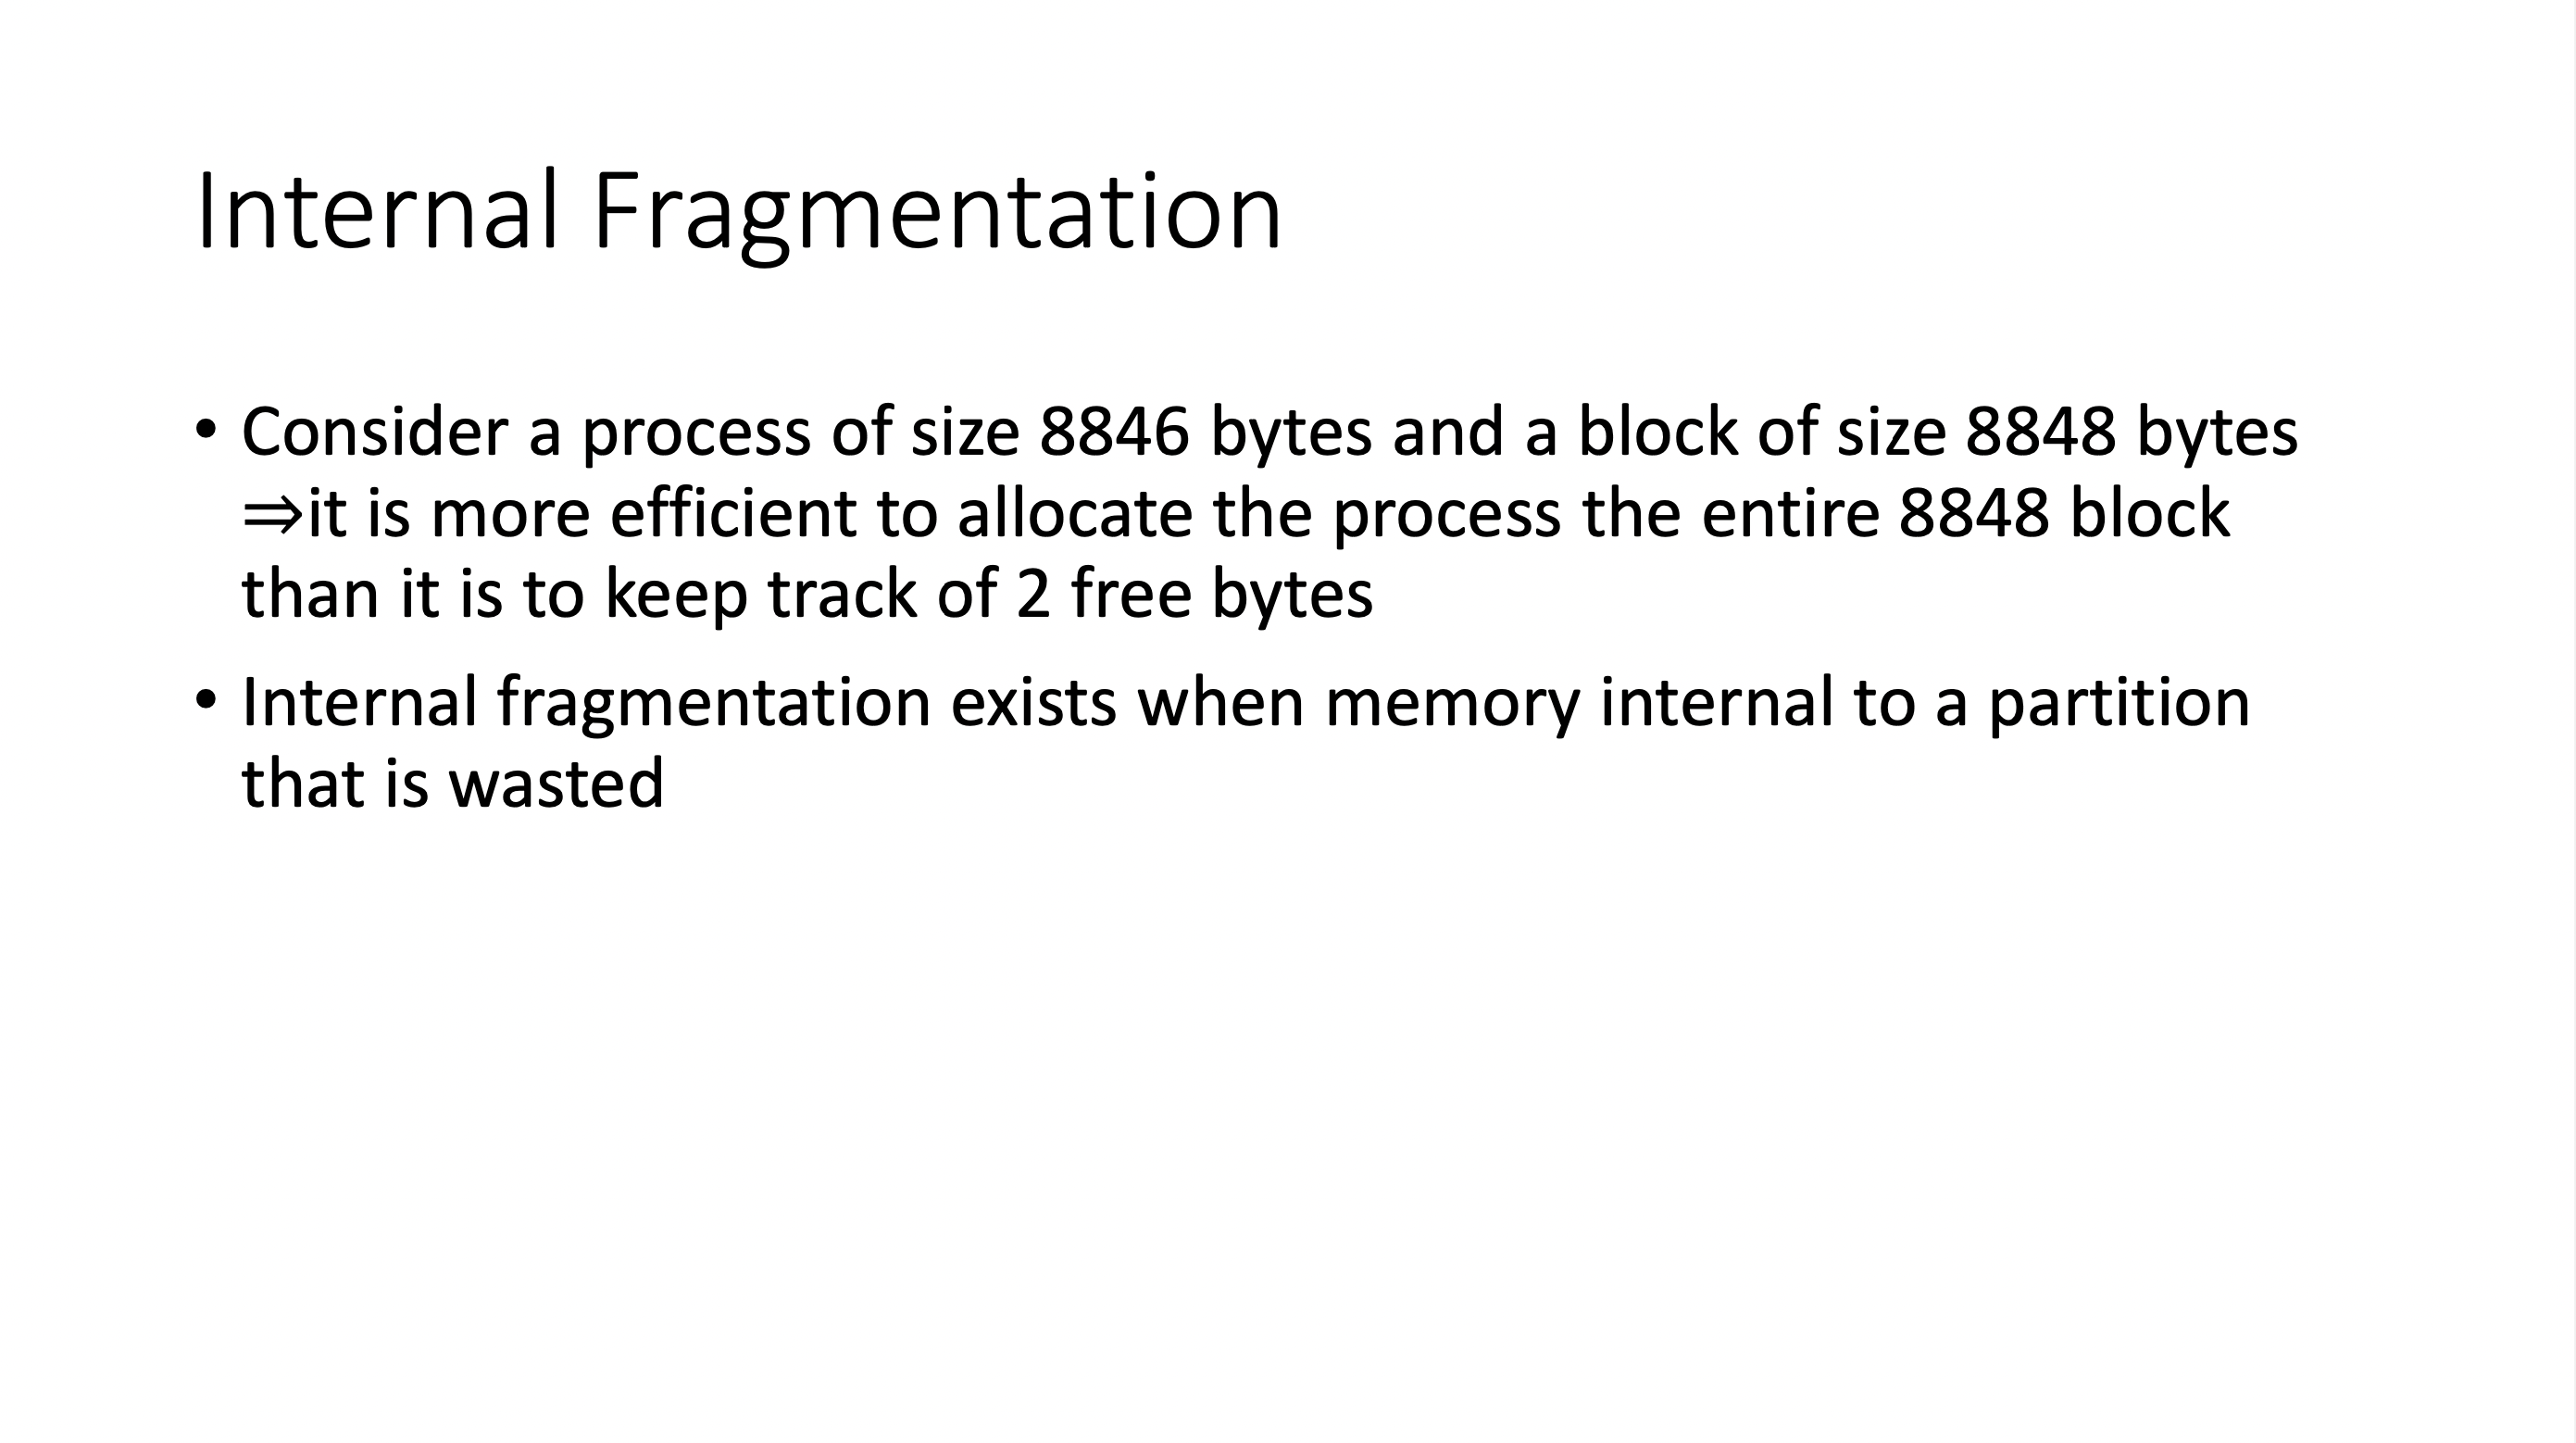 Internal Fragmentation
• Consider a process of size 8846 bytes and a block of size 8848 bytes
⇒it is more efficient to allocate the process the entire 8848 block
than it is to keep track of 2 free bytes
• Internal fragmentation exists when memory internal to a partition
that is wasted